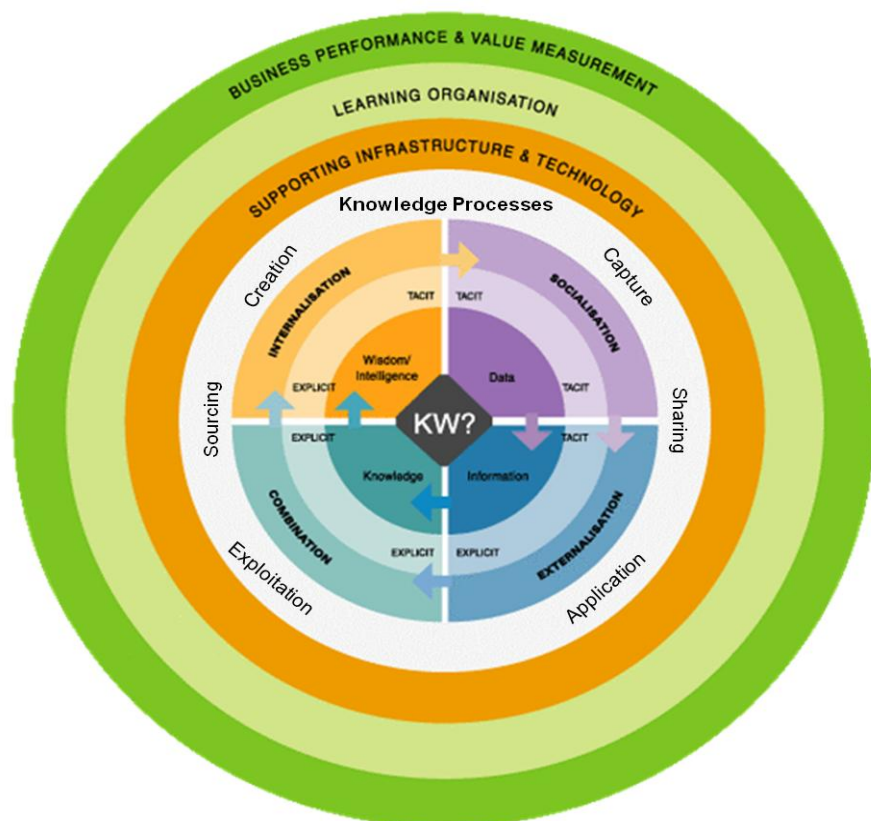 BUSINESS PERFORMANCE & VALUE MEASUREMENT
LEARNING ORGANISATION
SUPPORTING INFRASTRUCTURE & TECHNOLOGY
Knowledge Processes
Creation
Capture
Sourcing
Sharing
Exploitation
Application
INTERNALISATION
SOCIALISATION
TACIT
TACIT
Wisdom/
Intelligence
Data
EXPLICIT
TACIT
KW?
EXPLICIT
TACIT
Knowledge
Information
COMBINATION
EXTERNALISATION
EXPLICIT
EXPLICIT